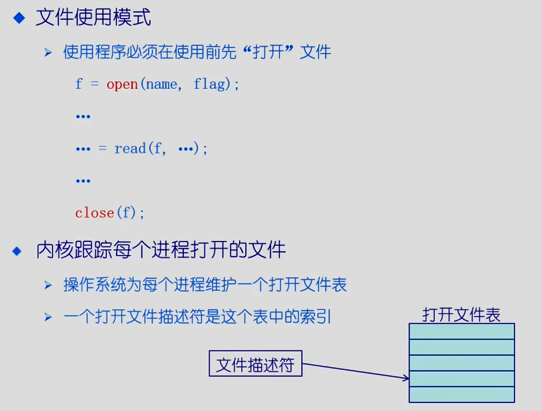 文件使用模式
使用程序必须在使用前先“打开”文件
f = open(name, flag);
…
… = read(f, …);
…
close(f);
内核跟踪每个进程打开的文件
操作系统为每个进程维护一个打开文件表
一个打开文件描述符是这个表中的索引
打开文件表
文件描述符